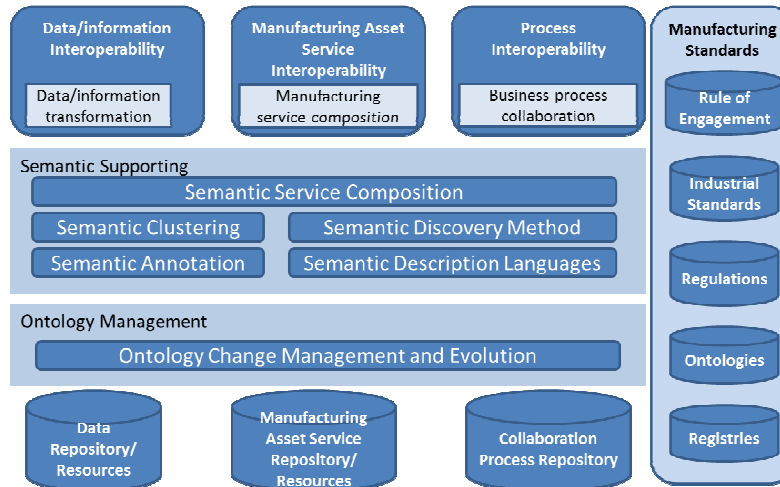 Data/information
Interoperability
Data/information
transformation
Manufacturing Asset
Service
Interoperability
Manufacturing
service composition
Process
Interoperability
Business process
collaboration
Manufacturing
Standards
Rule of
Engagement
Industrial
Standards
Regulations
Ontologies
Registries
Semantic Supporting
Semantic Service Composition
Semantic Clustering
Semantic Discovery Method
Semantic Annotation
Semantic Description Languages
Ontology Management
Ontology Change Management and Evolution
Data
Repository/
Resources
Manufacturing
Asset Service
Repository/
Resources
Collaboration
Process Repository